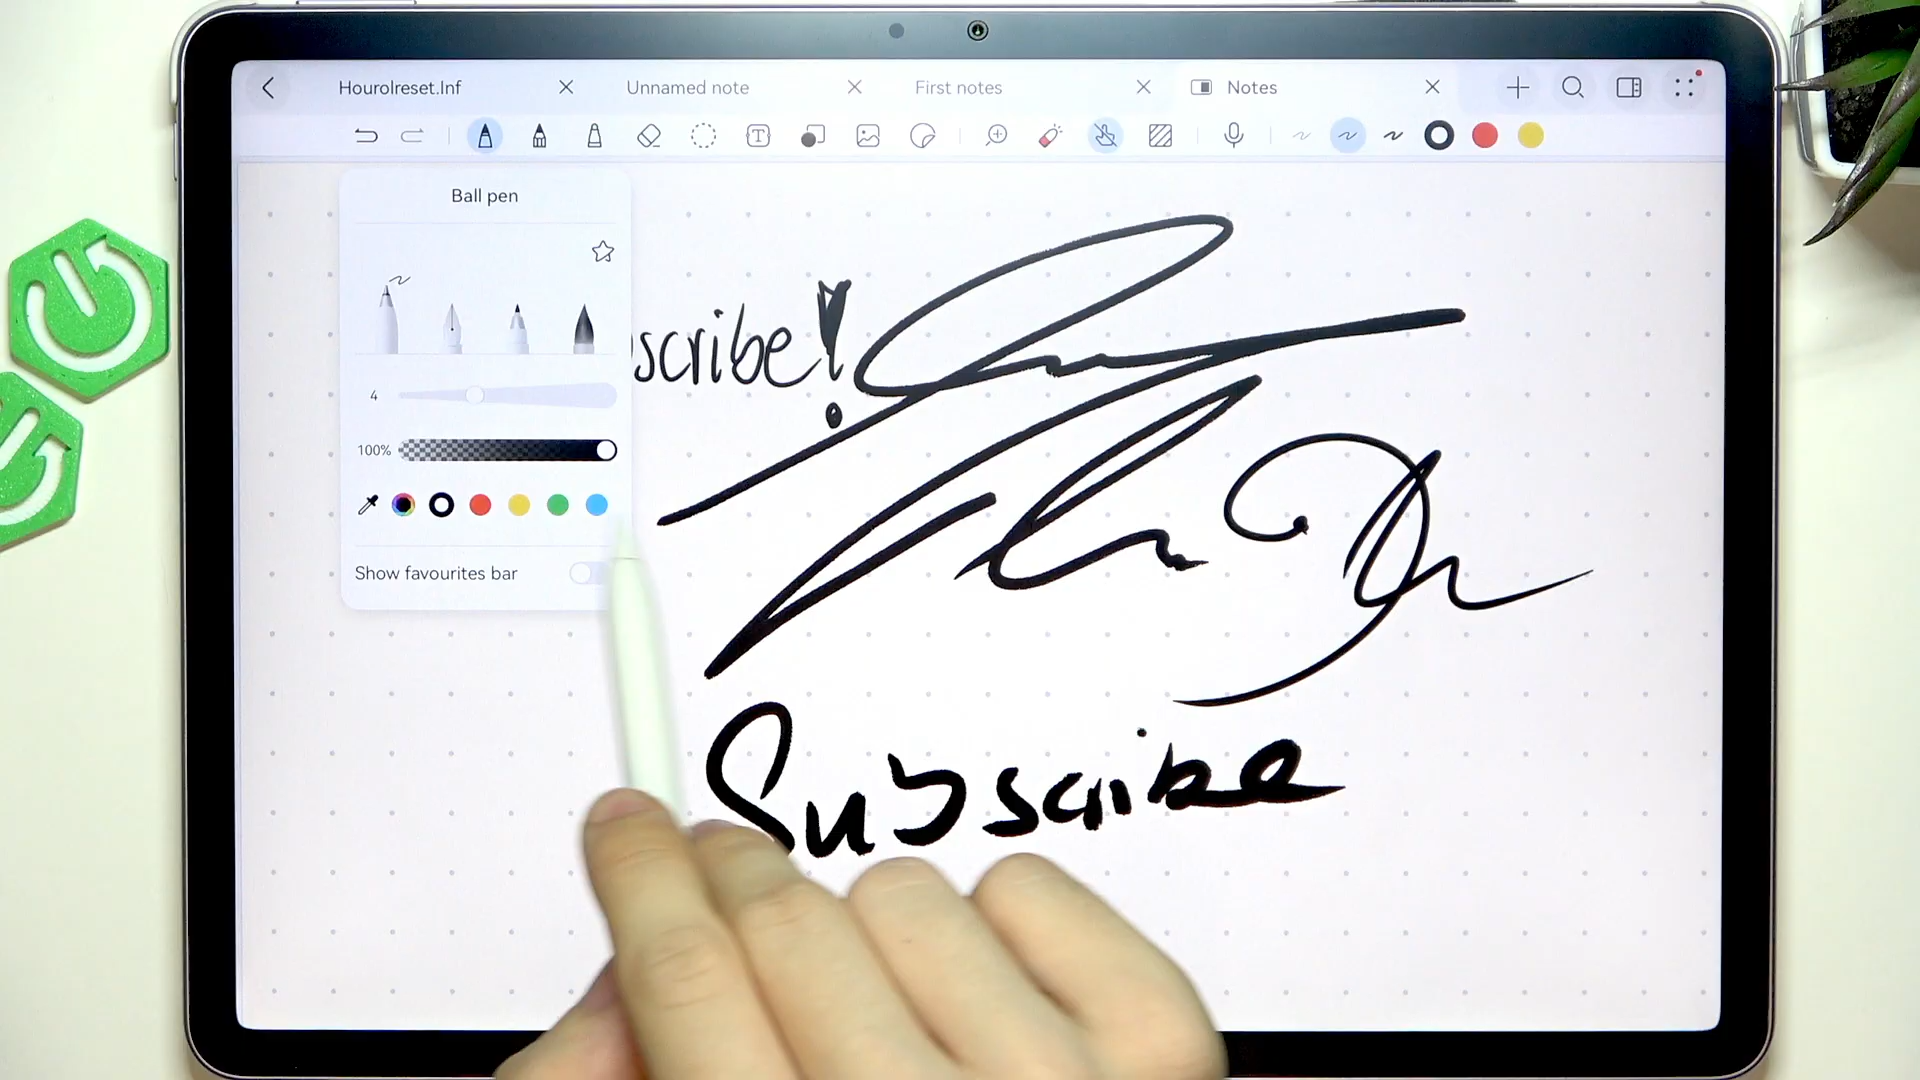 Hourolreset.Inf
Unnamed note
First notes
Notes
T
Ball pen
scribe!
4
100%
Show favourites bar
Subscribe